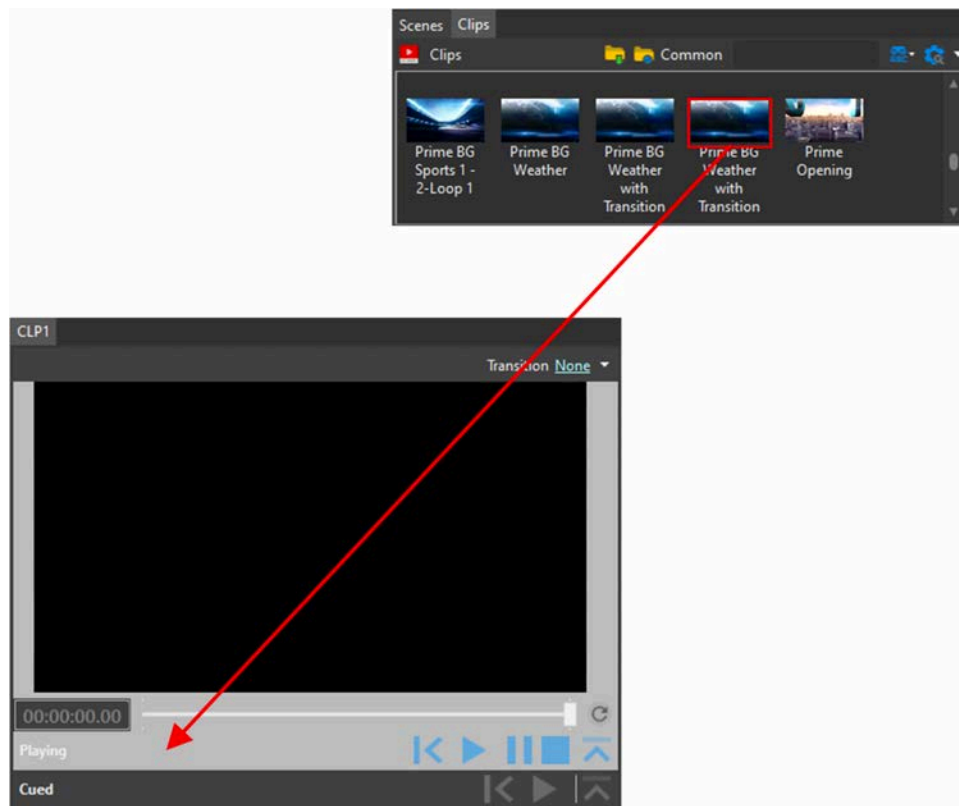 Scenes Clips
Clips Common
Prime BG
Sports 1 -
2-Loop 1
Prime BG
Weather
Prime BG
Weather
with
Transition
Prime BG
Weather
with
Transition
Prime
Opening
CLP1
Transition None
00:00:00.00
Playing
Cued